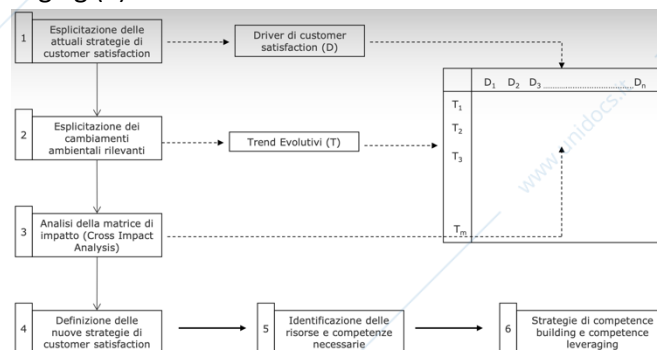 1
Esplicitazione delle
attuali strategie di
customer satisfaction
Driver di customer
satisfaction (D)
D1 D2 D3 ............................ Dn
T1
T2
T3
Tm
2
Esplicitazione dei
cambiamenti
ambientali rilevanti
Trend Evolutivi (T)
3
Analisi della matrice di
impatto (Cross Impact
Analysis)
4
Definizione delle
nuove strategie di
customer satisfaction
5
Identificazione delle
risorse e competenze
necessarie
6
Strategie di competence
building e competence
leveraging
www.unidocs.it